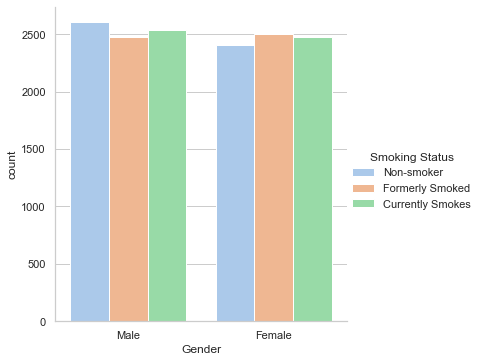 2500
2000
1500
1000
500
0
count
Male
Female
Gender
Smoking Status
Non-smoker
Formerly Smoked
Currently Smokes